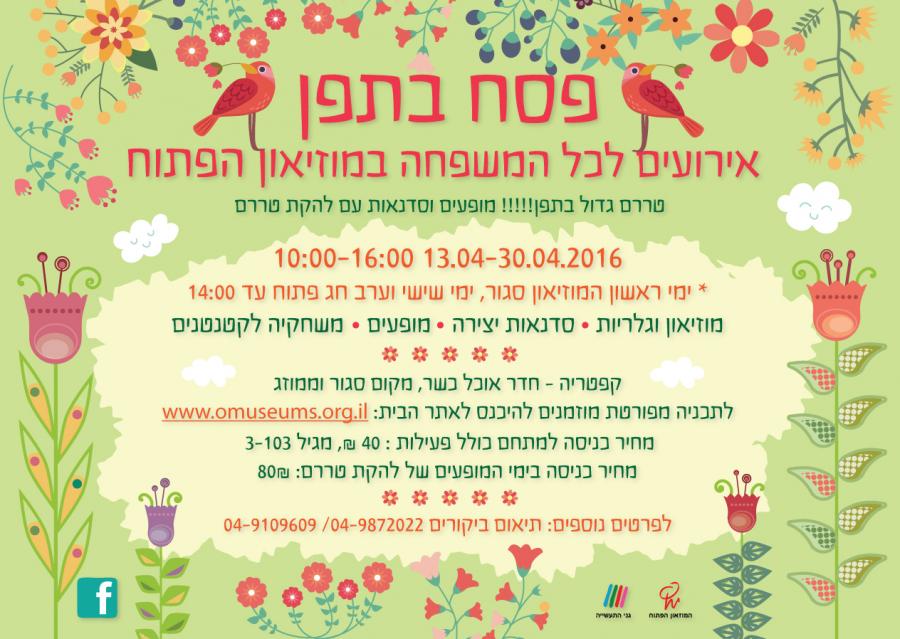 פסח בתפן
אירועים לכל המשפחה במוזיאון הפתוח
טררם גדול בתפן!!!!! מופעים וסדנאות עם להקת טררם
10:00-16:00 13.04-30.04.2016
* ימי ראשון המוזיאון סגור, ימי שישי וערב חג פתוח עד 14:00
מוזיאון וגלריות • סדנאות יצירה • מופעים • משחקיה לקטנטנים
קפטריה - חדר אוכל כשר, מקום סגור וממוזג
לתכניה מפורטת מוזמנים להיכנס לאתר הבית: www.omuseums.org.il
מחיר כניסה למתחם כולל פעילות : 40 ₪, מגיל 3-103
מחיר כניסה בימי המופעים של להקת טררם: 80₪
לפרטים נוספים: תיאום ביקורים 04-9872022/ 04-9109609
f
גני התעשייה
המוזאון הפתוח